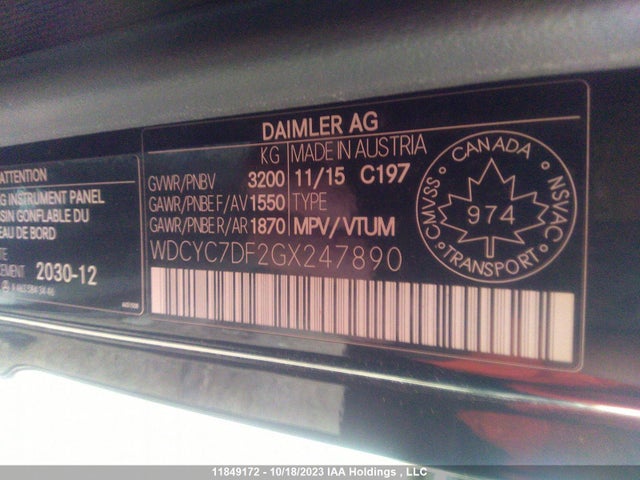 ATTENTION
G INSTRUMENT PANEL
SIN GONFLABLE DU
EAU DE BORD
TE
CEMENT 2030-12
DAIMLER AG
KG MADE IN AUSTRIA
GVWR/PNBV 3200 11/15 C197
GAWR/PNBE F/AV 1550 TYPE
GAWR/PNBE R/AR 1870 MPV/VTUM
WDCYC7DF2GX247890
CANADA
CMVSS NSVAC
974
TRANSPORT
11849172 - 10/18/2023 IAA Holdings , LLC